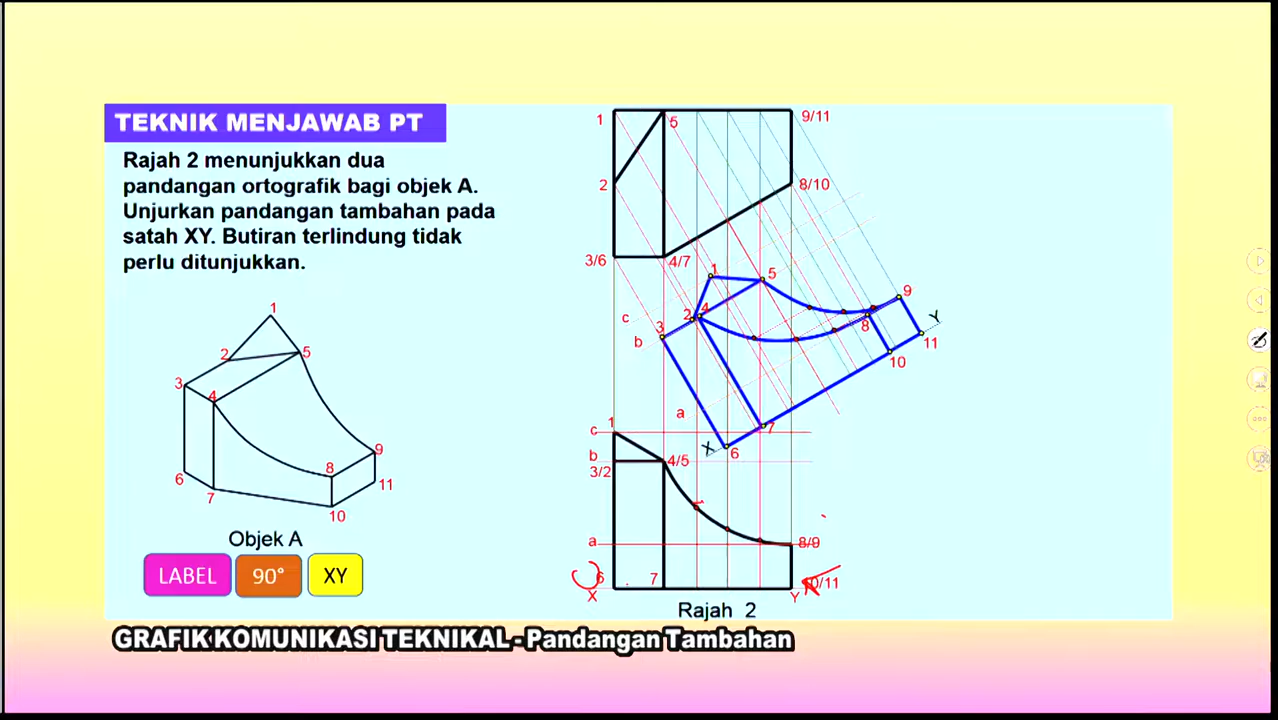 TEKNIK MENJAWAB PT
Rajah 2 menunjukkan dua
pandangan ortografik bagi objek A.
Unjurkan pandangan tambahan pada
satah XY. Butiran terlindung tidak
perlu ditunjukkan.
1
2
5
3
4
9
8
6
7
11
10
Objek A
LABEL
90°
XY
1
5
9/11
2
8/10
3/6
4/7
1
5
9
c
2
4
Y
3
8
b
11
10
a
7
X
6
c
1
b
4/5
3/2
a
8/9
6
7
10/11
X
Y
Rajah 2
GRAFIK KOMUNIKASI TEKNIKAL - Pandangan Tambahan